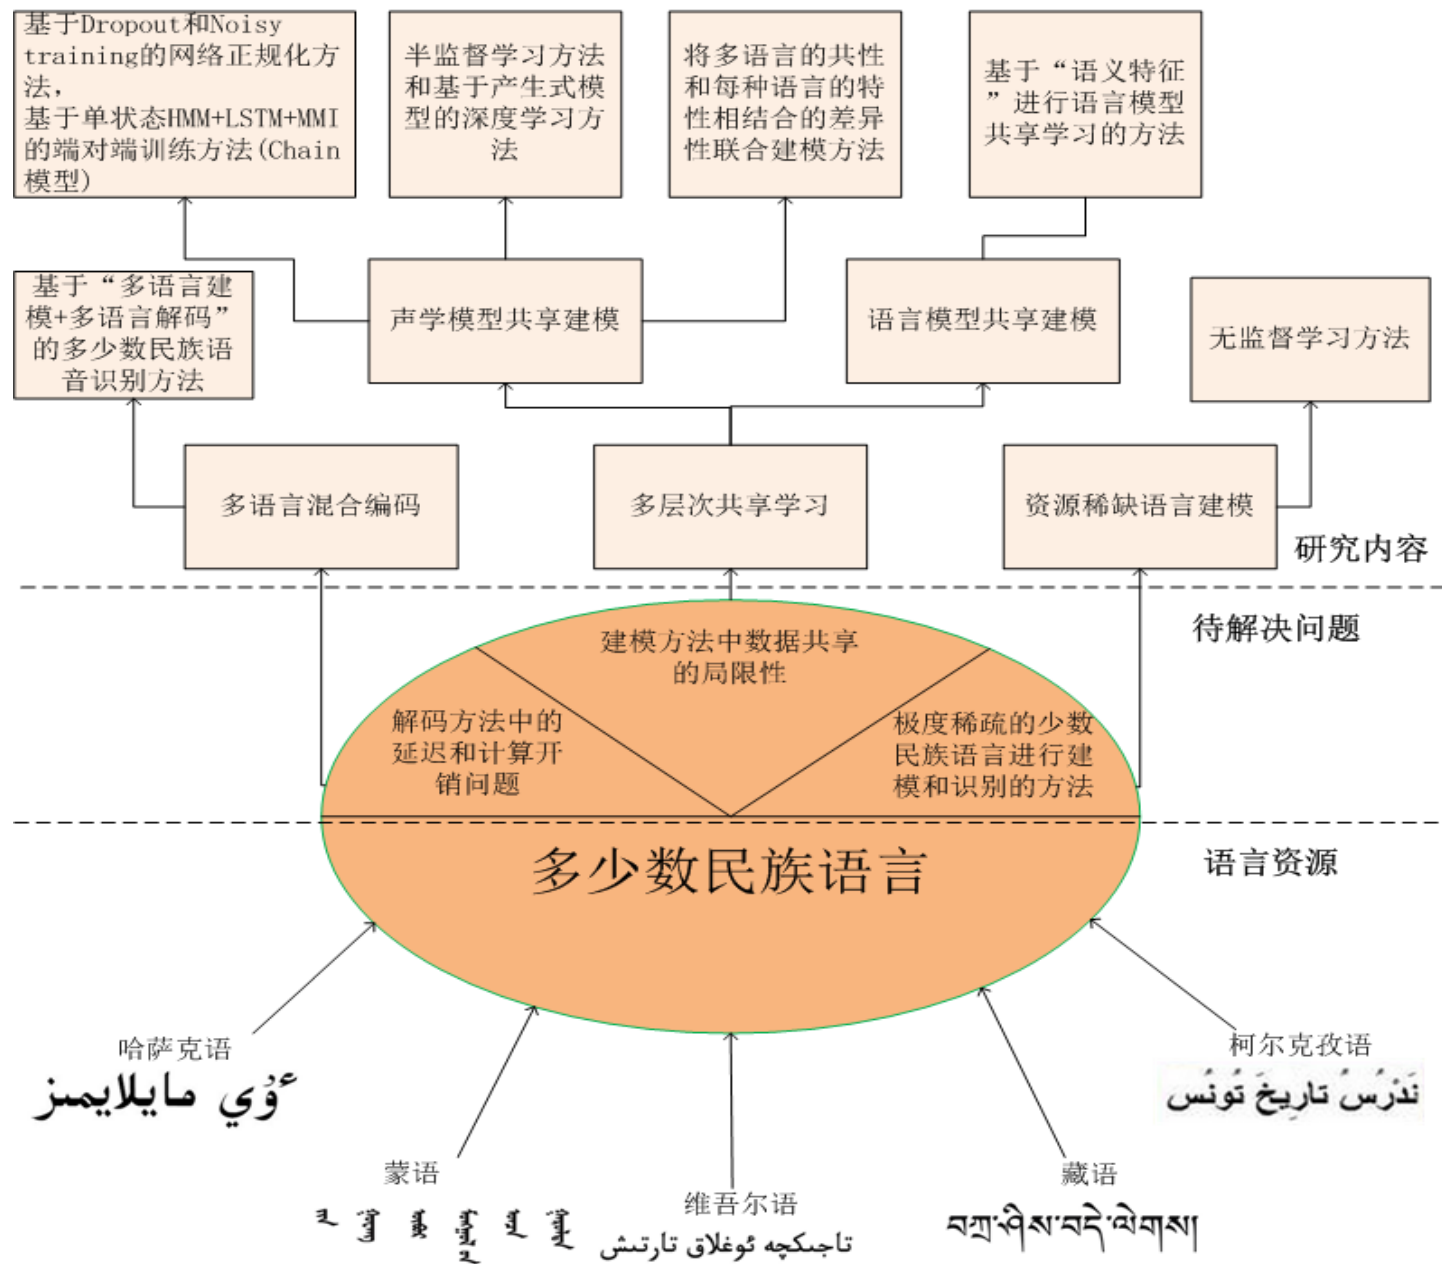 基于Dropout和Noisy
training的网络正规化方
法，
基于单状态HMM+LSTM+MMI
的端对端训练方法(Chain
模型)
半监督学习方法
和基于产生式模
型的深度学习方
法
将多语言的共性
和每种语言的特
性相结合的差异
性联合建模方法
基于“语义特征
”进行语言模型
共享学习的方法
基于“多语言建
模+多语言解码”
的多少数民族语
音识别方法
声学模型共享建模
语言模型共享建模
无监督学习方法
多语言混合编码
多层次共享学习
资源稀缺语言建模
研究内容
待解决问题
建模方法中数据共享
的局限性
解码方法中的
延迟和计算开
销问题
极度稀疏的少数
民族语言进行建
模和识别的方法
多少数民族语言
语言资源
哈萨克语
ٴۇي مايلايمىز
柯尔克孜语
نَدْرُسُ تاريخَ تُونُس
蒙语
维吾尔语
تاجىكچە ئوغلاق تارتىش
藏语
བཀྲ་ཤིས་བདེ་ལེགས།